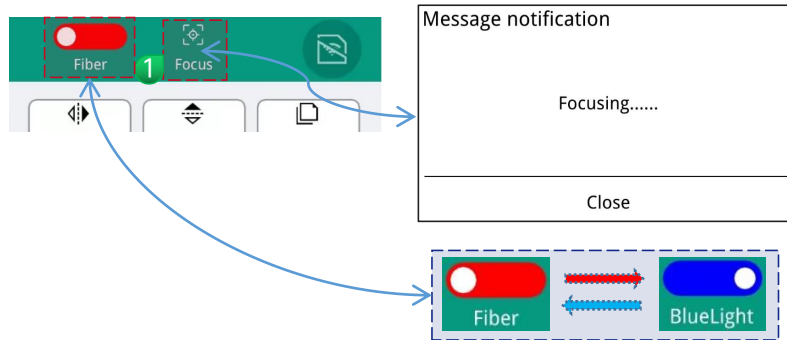 Fiber
1
Focus
Message notification
Focusing......
Close
Fiber
BlueLight